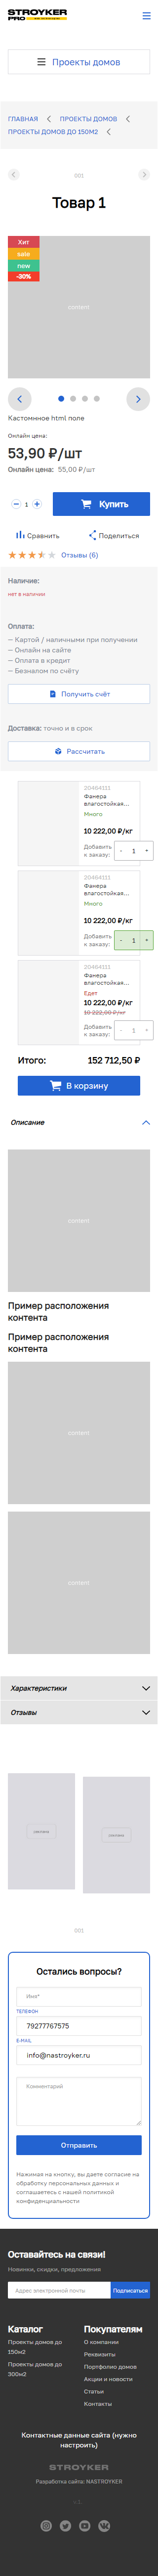 STROYKER
PRO
Проекты домов
ГЛАВНАЯ
ПРОЕКТЫ ДОМОВ
ПРОЕКТЫ ДОМОВ ДО 150М2
001
Товар 1
Хит
sale
new
-30%
content
Кастомнное html поле
Онлайн цена:
53,90 ₽/шт
Онлайн цена: 55,00 ₽/шт
1
Купить
Сравнить
Поделиться
Отзывы (6)
Наличие:
нет в наличии
Оплата:
— Картой / наличными при получении
— Онлайн на сайте
— Оплата в кредит
— Безналом по счёту
Получить счёт
Доставка: точно и в срок
Рассчитать
20464111
Фанера
влагостойкая...
Много
10 222,00 ₽/кг
Добавить
к заказу:
- 1 +
20464111
Фанера
влагостойкая...
Много
10 222,00 ₽/кг
Добавить
к заказу:
- 1 +
20464111
Фанера
влагостойкая...
Едет
10 222,00 ₽/кг
10 222,00 ₽/кг
Добавить
к заказу:
- 1 +
Итого: 152 712,50 ₽
В корзину
Описание
content
Пример расположения
контента
Пример расположения
контента
content
content
Характеристики
Отзывы
001
Остались вопросы?
Имя*
ТЕЛЕФОН
79277767575
E-MAIL
info@nastroyker.ru
Комментарий
Отправить
Нажимая на кнопку, вы даете согласие на
обработку персональных данных и
соглашаетесь с нашей политикой
конфиденциальности
Оставайтесь на связи!
Новинки, скидки, предложения
Адрес электронной почты
Подписаться
Каталог
Проекты домов до
150м2
Проекты домов до
300м2
Покупателям
О компании
Реквизиты
Портфолио домов
Акции и новости
Статьи
Контакты
Контактные данные сайта (нужно
настроить)
STROYKER
Разработка сайта: NASTROYKER